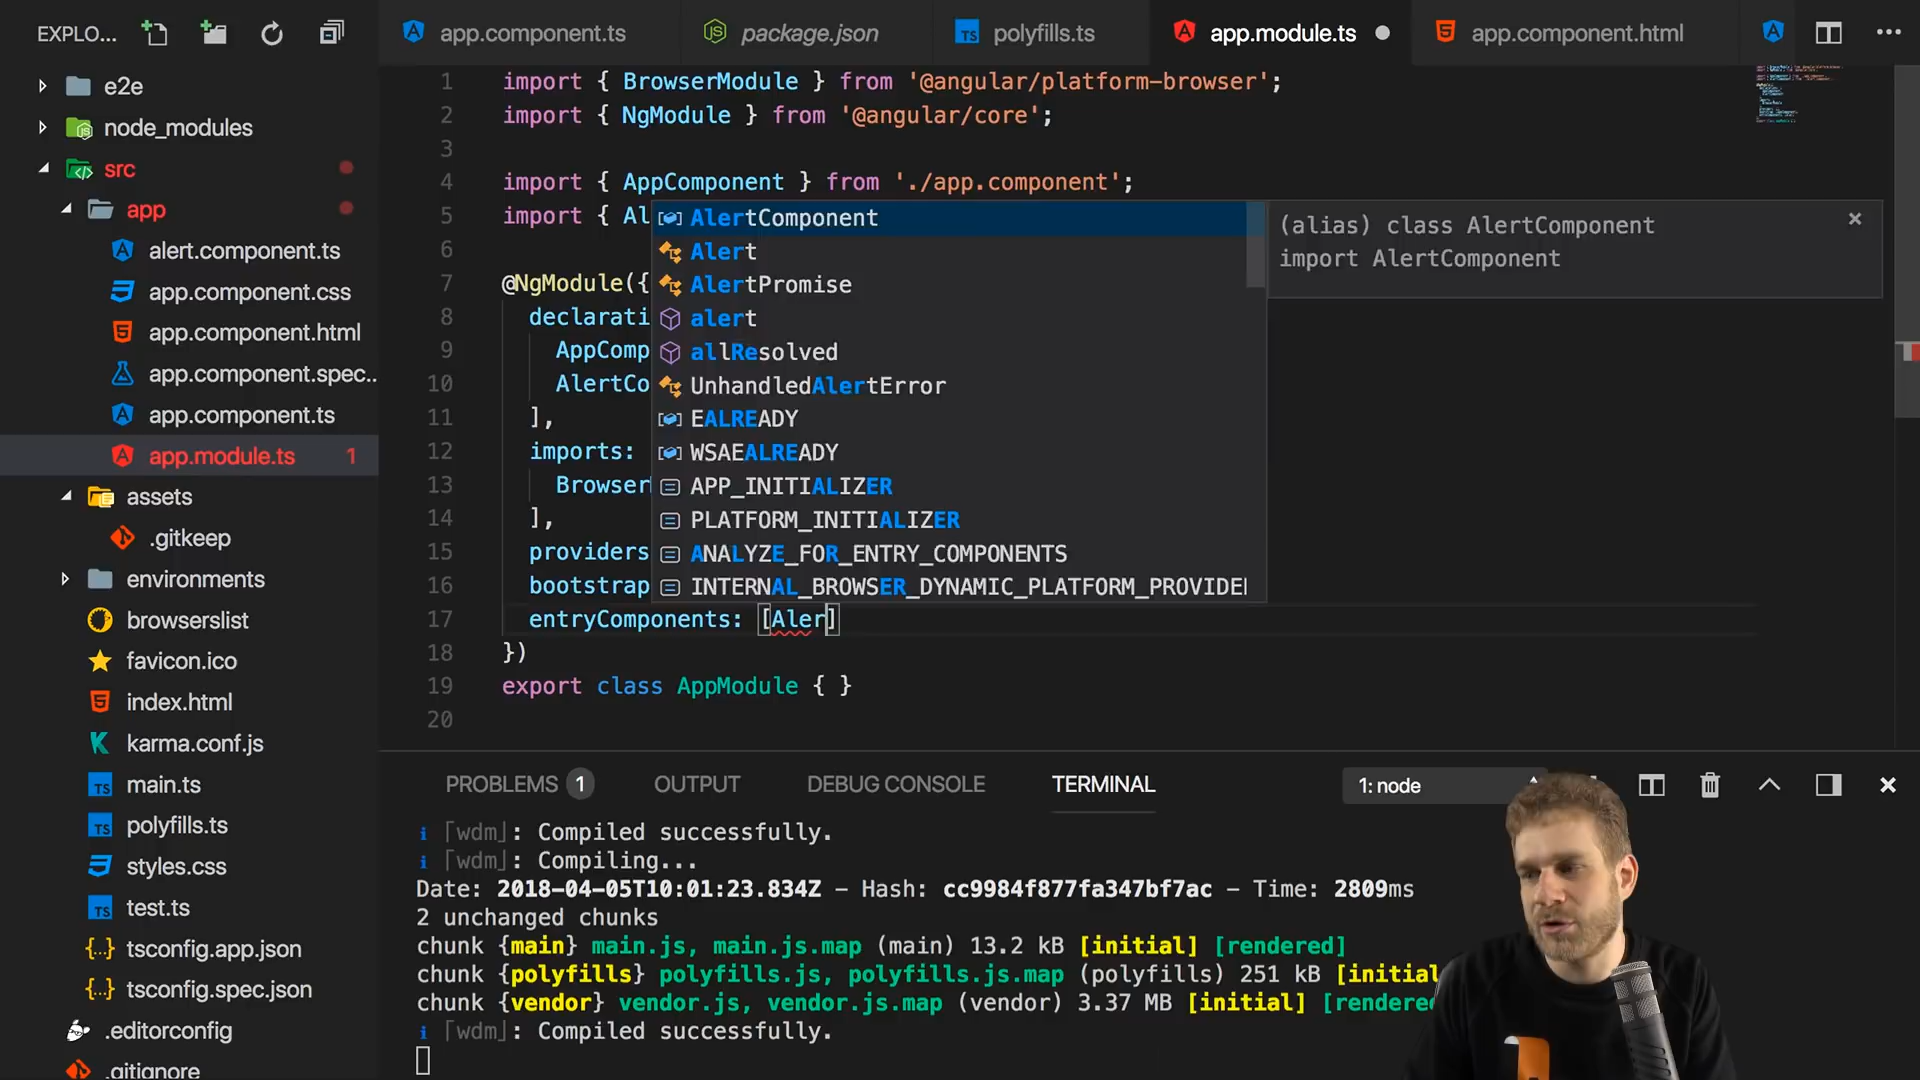 EXPLO...
app.component.ts
package.json
polyfills.ts
app.module.ts
app.component.html
e2e
node_modules
src
app
alert.component.ts
app.component.css
app.component.html
app.component.spec...
app.component.ts
app.module.ts 1
assets
.gitkeep
environments
browserslist
favicon.ico
index.html
karma.conf.js
main.ts
polyfills.ts
styles.css
test.ts
tsconfig.app.json
tsconfig.spec.json
.editorconfig
.gitignore
1 import { BrowserModule } from '@angular/platform-browser';
2 import { NgModule } from '@angular/core';
3
4 import { AppComponent } from './app.component';
5 import { Al
6
7 @NgModule({
8 declarati
9 AppComp
10 AlertCo
11 ],
12 imports:
13 Browser
14 ],
15 providers
16 bootstrap
17 entryComponents: [Aler]
18 })
19 export class AppModule { }
20
AlertComponent
Alert
AlertPromise
alert
allResolved
UnhandledAlertError
EALREADY
WSAEALREADY
APP_INITIALIZER
PLATFORM_INITIALIZER
ANALYZE_FOR_ENTRY_COMPONENTS
INTERNAL_BROWSER_DYNAMIC_PLATFORM_PROVIDER
(alias) class AlertComponent
import AlertComponent
PROBLEMS 1 OUTPUT DEBUG CONSOLE TERMINAL
1: node
i ｢wdm｣: Compiled successfully.
i ｢wdm｣: Compiling...
Date: 2018-04-05T10:01:23.834Z - Hash: cc9984f877fa347bf7ac - Time: 2809ms
2 unchanged chunks
chunk {main} main.js, main.js.map (main) 13.2 kB [initial] [rendered]
chunk {polyfills} polyfills.js, polyfills.js.map (polyfills) 251 kB [initial
chunk {vendor} vendor.js, vendor.js.map (vendor) 3.37 MB [initial] [rendere
i ｢wdm｣: Compiled successfully.